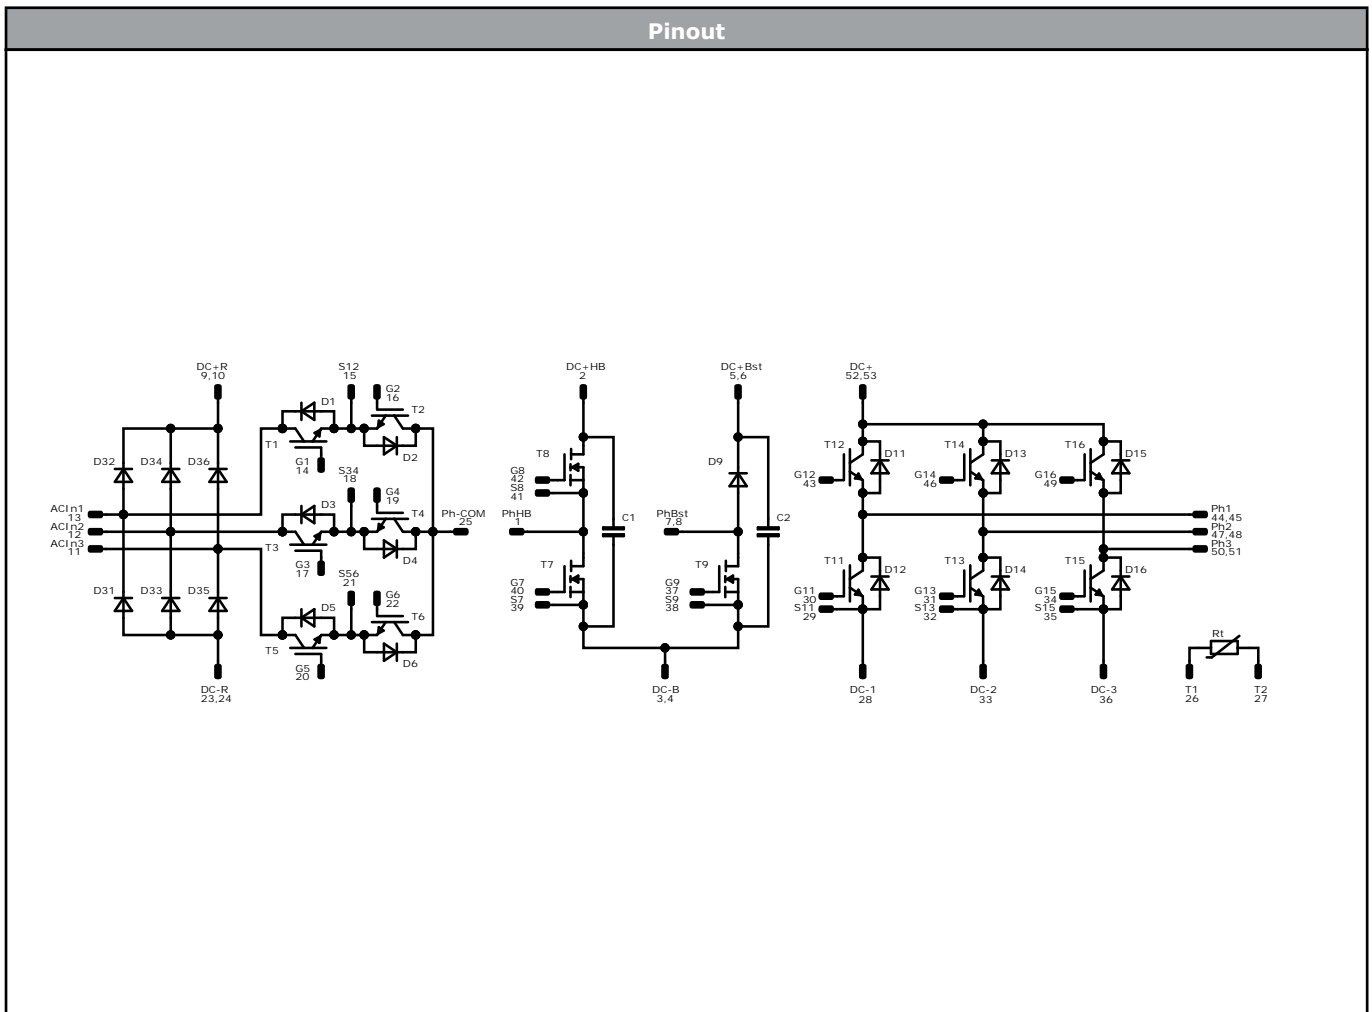 Pinout
DC+R
9,10
S12
15
G2
16
DC+HB
2
DC+Bst
5,6
DC+
52,53
D1
T2
T1
D2
G1
14
D32
D34
D36
S34
18
T8
G8
42
S8
41
D9
T12
D11
G12
43
T14
D13
G14
46
T16
D15
G16
49
G4
19
D3
T4
ACIn1
13
ACIn2
12
ACIn3
11
Ph-COM
25
PhHB
1
C1
PhBst
7,8
C2
Ph1
44,45
Ph2
47,48
Ph3
50,51
T3
D4
G3
17
S56
21
T7
T9
T11
D12
T13
D14
T15
D16
D31
D33
D35
G6
22
G7
40
S7
39
G9
37
S9
38
G11
30
S11
29
G13
31
S13
32
G15
34
S15
35
D5
T6
T5
D6
G5
20
Rt
DC-R
23,24
DC-B
3,4
DC-1
28
DC-2
33
DC-3
36
T1
26
T2
27